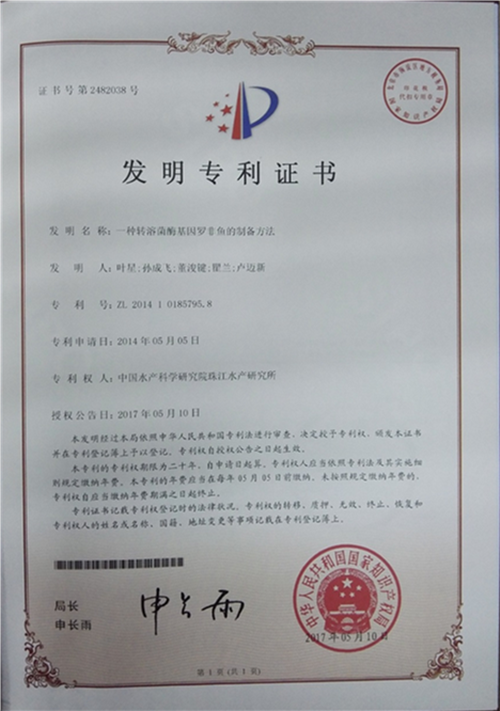 证书号第2482038号
发明专利证书
发 明 名 称：一种转溶菌酶基因罗非鱼的制备方法
发 明 人：叶星;孙成飞;董浚键;瞿兰;卢迈新
专 利 号：ZL 2014 1 0185795.8
专利申请日：2014年05月05日
专 利 权 人：中国水产科学研究院珠江水产研究所
授权公告日：2017年05月10日
本发明经过本局依照中华人民共和国专利法进行审查，决定授予专利权，颁发本证书
并在专利登记簿上予以登记。专利权自授权公告之日起生效。
本专利的专利权期限为二十年，自申请日起算。专利权人应当依照专利法及其实施细
则规定缴纳年费。本专利的年费应当在每年05月05日前缴纳。未按照规定缴纳年费的，
专利权自应当缴纳年费期满之日起终止。
专利证书记载专利权登记时的法律状况。专利权的转移、质押、无效、终止、恢复和
专利权人的姓名或名称、国籍、地址变更等事项记载在专利登记簿上。
局长
申长雨
申长雨
中华人民共和国国家知识产权局
2017年05月10日
第1页(共1页)